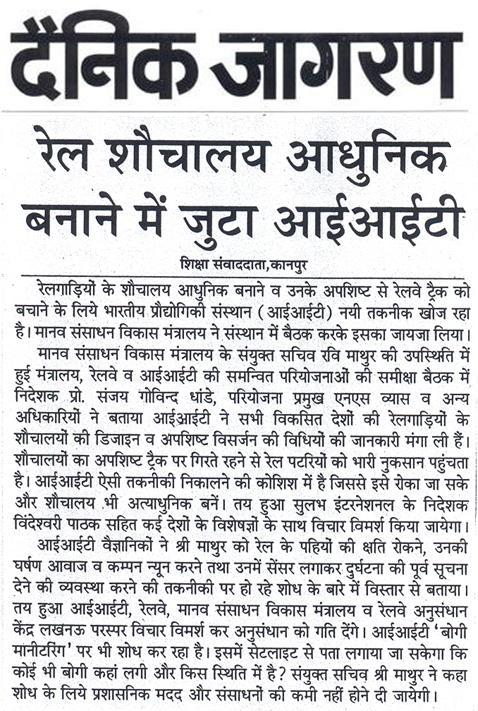 दैनिक जागरण
रेल शौचालय आधुनिक
बनाने में जुटा आईआईटी
शिक्षा संवाददाता,कानपुर
रेलगाड़ियों के शौचालय आधुनिक बनाने व उनके अपशिष्ट से रेलवे ट्रैक को
बचाने के लिये भारतीय प्रौद्योगिकी संस्थान (आईआईटी) नयी तकनीक खोज रहा
है। मानव संसाधन विकास मंत्रालय ने संस्थान में बैठक करके इसका जायजा लिया।
मानव संसाधन विकास मंत्रालय के संयुक्त सचिव रवि माथुर की उपस्थिति में
हुई मंत्रालय, रेलवे व आईआईटी की समन्वित परियोजनाओं की समीक्षा बैठक में
निदेशक प्रो. संजय गोविन्द धांडे, परियोजना प्रमुख एनएस व्यास व अन्य
अधिकारियों ने बताया आईआईटी ने सभी विकसित देशों की रेलगाड़ियों के
शौचालयों की डिजाइन व अपशिष्ट विसर्जन की विधियों की जानकारी मंगा ली हैं।
शौचालयों का अपशिष्ट ट्रैक पर गिरते रहने से रेल पटरियों को भारी नुकसान पहुंचता
है। आईआईटी ऐसी तकनीकी निकालने की कोशिश में है जिससे इसे रोका जा सके
और शौचालय भी अत्याधुनिक बनें। तय हुआ सुलभ इंटरनेशनल के निदेशक
विंदेश्वरी पाठक सहित कई देशों के विशेषज्ञों के साथ विचार विमर्श किया जायेगा।
आईआईटी वैज्ञानिकों ने श्री माथुर को रेल के पहियों की क्षति रोकने, उनकी
घर्षण आवाज व कम्पन न्यून करने तथा उनमें सेंसर लगाकर दुर्घटना की पूर्व सूचना
देने की व्यवस्था करने की तकनीकी पर हो रहे शोध के बारे में विस्तार से बताया।
तय हुआ आईआईटी, रेलवे, मानव संसाधन विकास मंत्रालय व रेलवे अनुसंधान
केंद्र लखनऊ परस्पर विचार विमर्श कर अनुसंधान को गति देंगे। आईआईटी 'बोगी
मानीटरिंग' पर भी शोध कर रहा है। इसमें सेटलाइट से पता लगाया जा सकेगा कि
कोई भी बोगी कहां लगी और किस स्थिति में है? संयुक्त सचिव श्री माथुर ने कहा
शोध के लिये प्रशासनिक मदद और संसाधनों की कमी नहीं होने दी जायेगी।